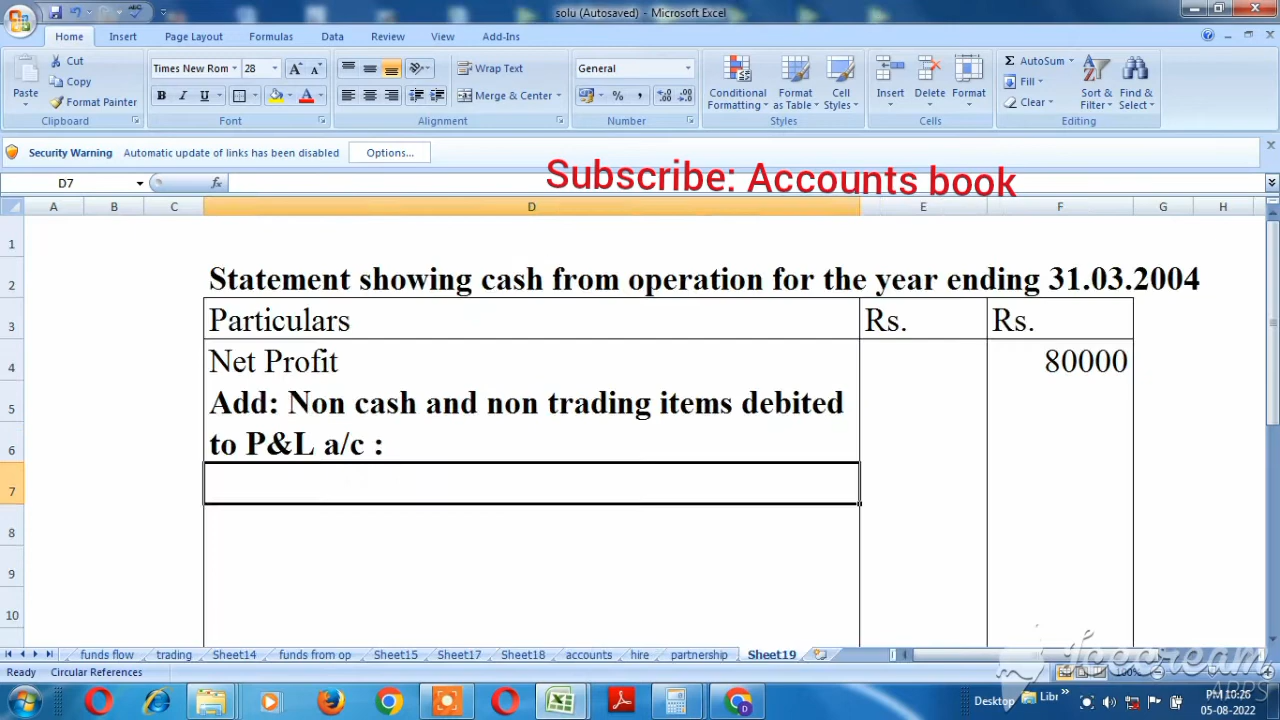 solu (Autosaved) - Microsoft Excel
Home Insert Page Layout Formulas Data Review View Add-Ins
Cut
Copy
Format Painter
Paste
Clipboard
Times New Rom 28
B I U
Font
Wrap Text
Merge & Center
Alignment
General
% ,
Number
Conditional Formatting
Format as Table
Cell Styles
Styles
Insert Delete Format
Cells
AutoSum
Fill
Clear
Sort & Filter
Find & Select
Editing
Security Warning Automatic update of links has been disabled Options...
Subscribe: Accounts book
D7 fx
A B C D E F G H
1
2 Statement showing cash from operation for the year ending 31.03.2004
3 Particulars Rs. Rs.
4 Net Profit 80000
5 Add: Non cash and non trading items debited
6 to P&L a/c :
7
8
9
10
funds flow trading Sheet14 funds from op Sheet15 Sheet17 Sheet18 accounts hire partnership Sheet19
Ready Circular References 100%
Icecream
APPS
Desktop Libr » PM 10:26
05-08-2022